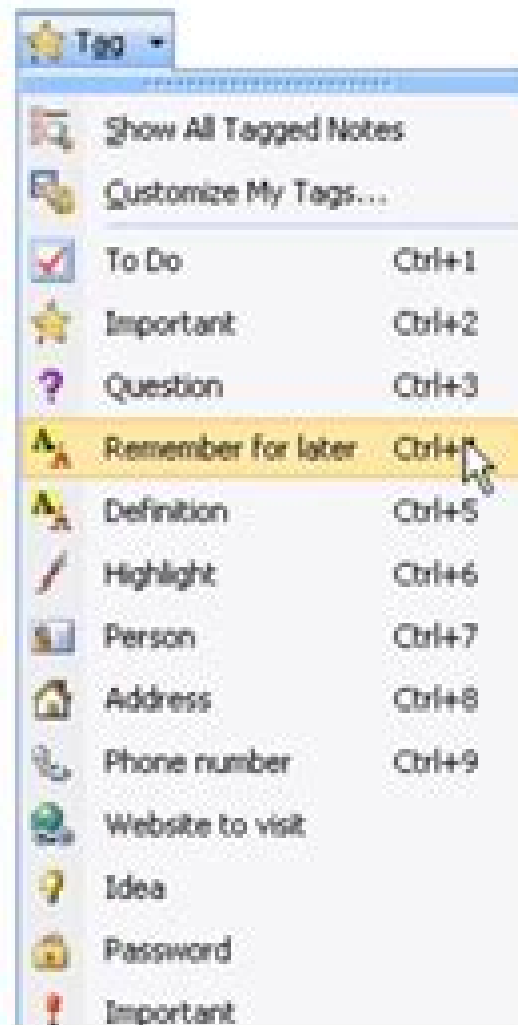 Tag
Show All Tagged Notes
Customize My Tags...
To Do Ctrl+1
Important Ctrl+2
Question Ctrl+3
Remember for later
Definition Ctrl+5
Highlight Ctrl+6
Person Ctrl+7
Address Ctrl+8
Phone number Ctrl+9
Website to visit
Idea
Password
Important